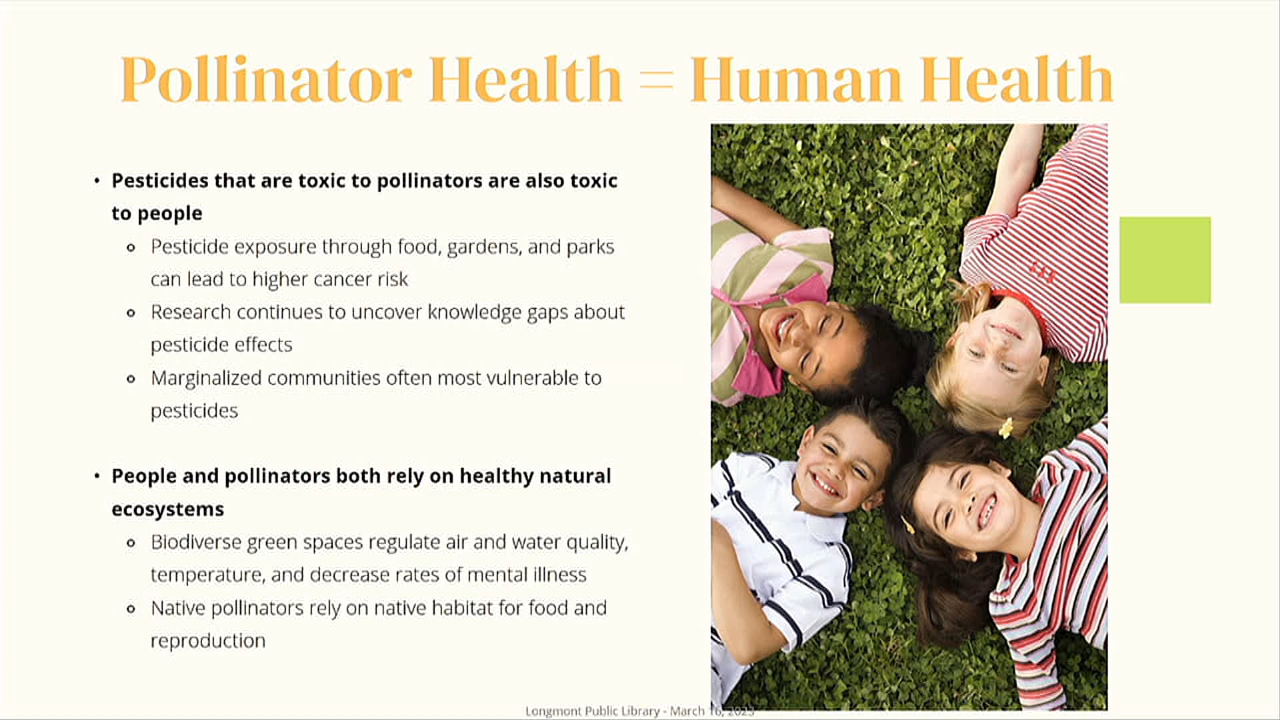 Pollinator Health = Human Health
• Pesticides that are toxic to pollinators are also toxic
to people
Pesticide exposure through food, gardens, and parks
can lead to higher cancer risk
Research continues to uncover knowledge gaps about
pesticide effects
Marginalized communities often most vulnerable to
pesticides
• People and pollinators both rely on healthy natural
ecosystems
Biodiverse green spaces regulate air and water quality,
temperature, and decrease rates of mental illness
Native pollinators rely on native habitat for food and
reproduction
Longmont Public Library - March 16, 2023